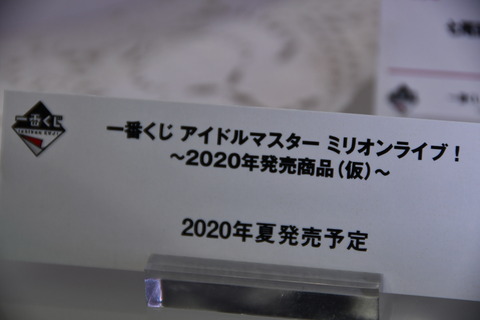 一番くじ
ICHIBAN KUJI
一番くじ アイドルマスター ミリオンライブ！
～2020年発売商品（仮）～
2020年夏発売予定